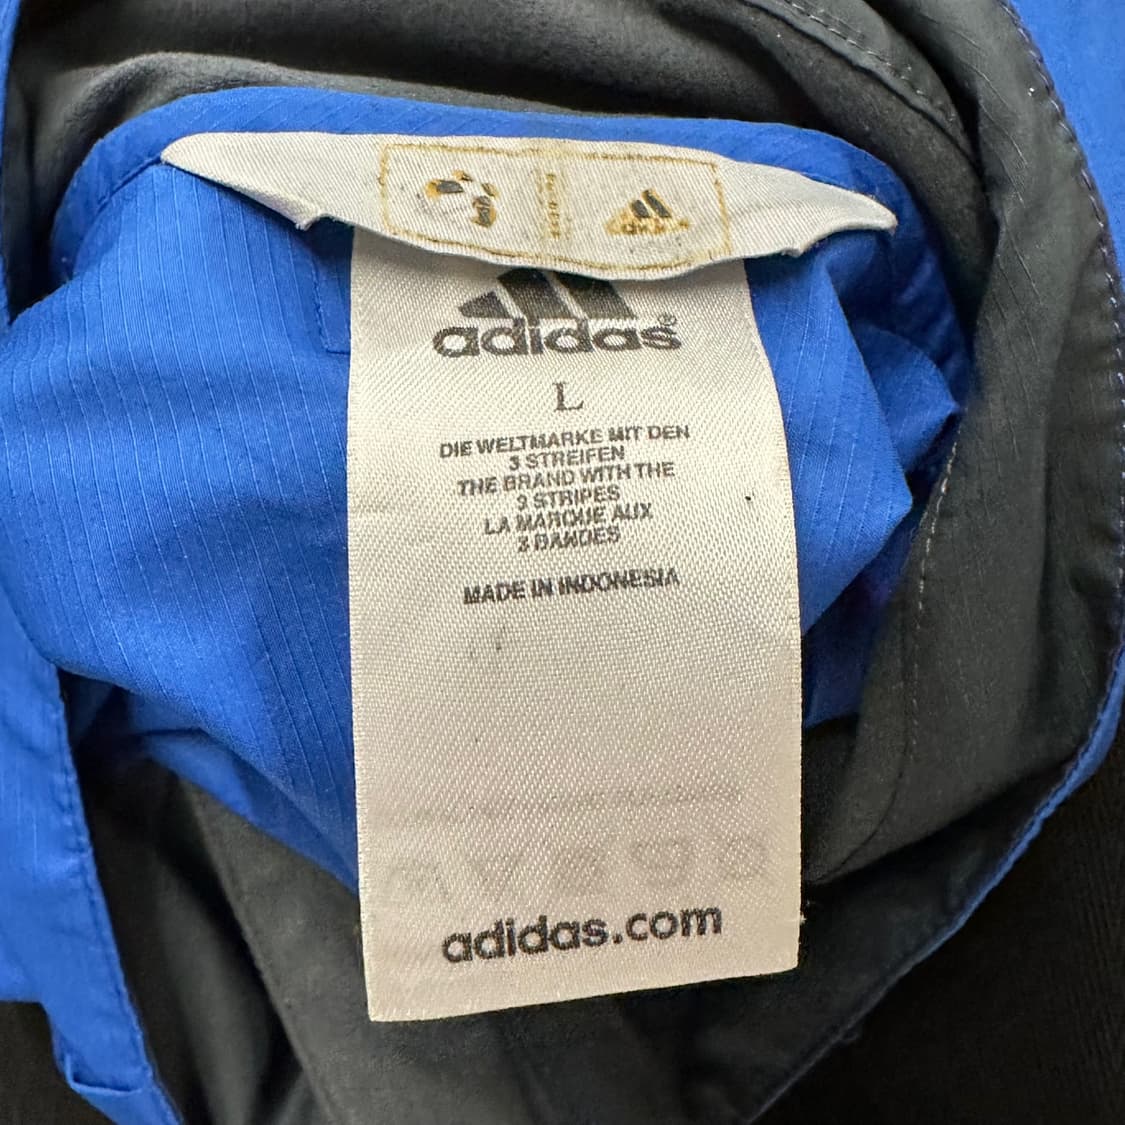 adidas®
L
DIE WELTMARKE MIT DEN
3 STREIFEN
THE BRAND WITH THE
3 STRIPES
LA MARQUE AUX
3 BANDES
MADE IN INDONESIA
adidas.com